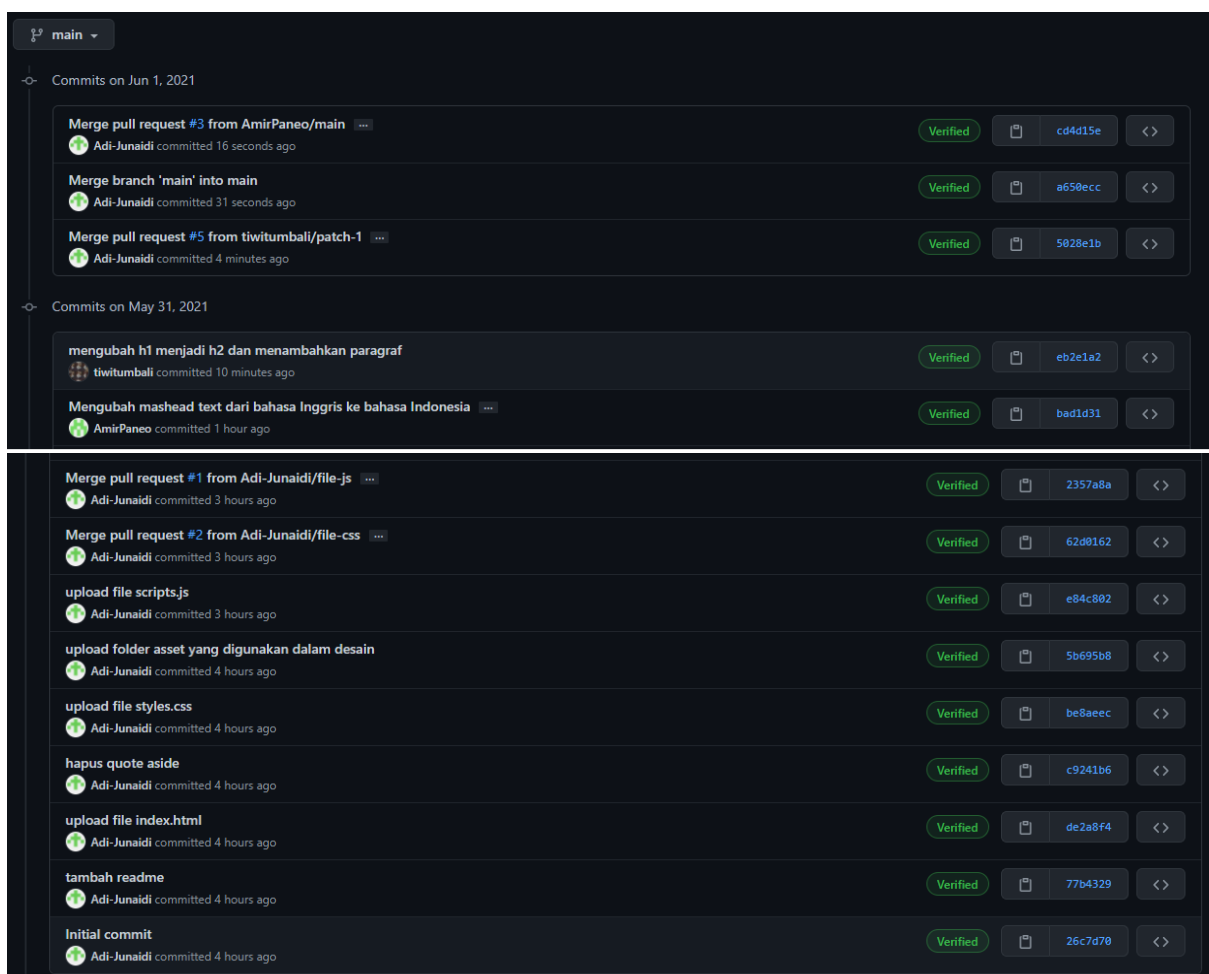 main
Commits on Jun 1, 2021
Merge pull request #3 from AmirPaneo/main ...
Adi-Junaidi committed 16 seconds ago
Verified
cd4d15e
Merge branch 'main' into main
Adi-Junaidi committed 31 seconds ago
Verified
a650ecc
Merge pull request #5 from tiwitumbali/patch-1 ...
Adi-Junaidi committed 4 minutes ago
Verified
5028e1b
Commits on May 31, 2021
mengubah h1 menjadi h2 dan menambahkan paragraf
tiwitumbali committed 10 minutes ago
Verified
eb2e1a2
Mengubah mashead text dari bahasa Inggris ke bahasa Indonesia ...
AmirPaneo committed 1 hour ago
Verified
bad1d31
Merge pull request #1 from Adi-Junaidi/file-js ...
Adi-Junaidi committed 3 hours ago
Verified
2357a8a
Merge pull request #2 from Adi-Junaidi/file-css ...
Adi-Junaidi committed 3 hours ago
Verified
62d0162
upload file scripts.js
Adi-Junaidi committed 3 hours ago
Verified
e84c802
upload folder asset yang digunakan dalam desain
Adi-Junaidi committed 4 hours ago
Verified
5b695b8
upload file styles.css
Adi-Junaidi committed 4 hours ago
Verified
be8aeec
hapus quote aside
Adi-Junaidi committed 4 hours ago
Verified
c9241b6
upload file index.html
Adi-Junaidi committed 4 hours ago
Verified
de2a8f4
tambah readme
Adi-Junaidi committed 4 hours ago
Verified
77b4329
Initial commit
Adi-Junaidi committed 4 hours ago
Verified
26c7d70